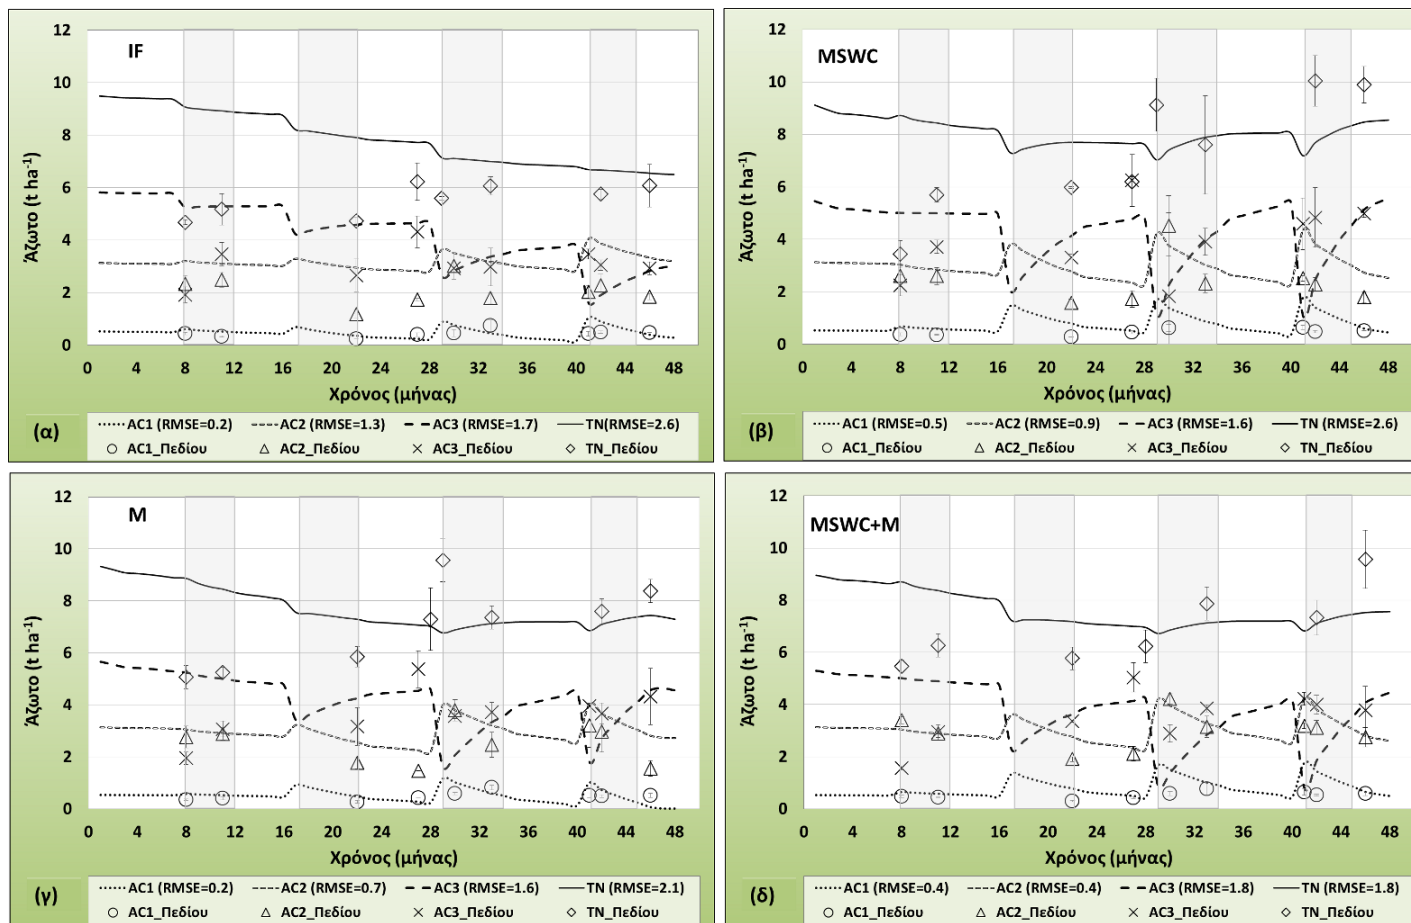 IF
12
10
8
6
4
2
0
Άζωτο (t ha⁻¹)
0 4 8 12 16 20 24 28 32 36 40 44 48
Χρόνος (μήνας)
(α)
AC1 (RMSE=0.2) AC2 (RMSE=1.3) AC3 (RMSE=1.7) TN(RMSE=2.6)
AC1_Πεδίου AC2_Πεδίου AC3_Πεδίου TN_Πεδίου
MSWC
12
10
8
6
4
2
0
Άζωτο (t ha⁻¹)
0 4 8 12 16 20 24 28 32 36 40 44 48
Χρόνος (μήνας)
(β)
AC1 (RMSE=0.5) AC2 (RMSE=0.9) AC3 (RMSE=1.6) TN (RMSE=2.6)
AC1_Πεδίου AC2_Πεδίου AC3_Πεδίου TN_Πεδίου
M
12
10
8
6
4
2
0
Άζωτο (t ha⁻¹)
0 4 8 12 16 20 24 28 32 36 40 44 48
Χρόνος (μήνας)
(γ)
AC1 (RMSE=0.2) AC2 (RMSE=0.7) AC3 (RMSE=1.6) TN (RMSE=2.1)
AC1_Πεδίου AC2_Πεδίου AC3_Πεδίου TN_Πεδίου
MSWC+M
12
10
8
6
4
2
0
Άζωτο (t ha⁻¹)
0 4 8 12 16 20 24 28 32 36 40 44 48
Χρόνος (μήνας)
(δ)
AC1 (RMSE=0.4) AC2 (RMSE=0.4) AC3 (RMSE=1.8) TN (RMSE=1.8)
AC1_Πεδίου AC2_Πεδίου AC3_Πεδίου TN_Πεδίου